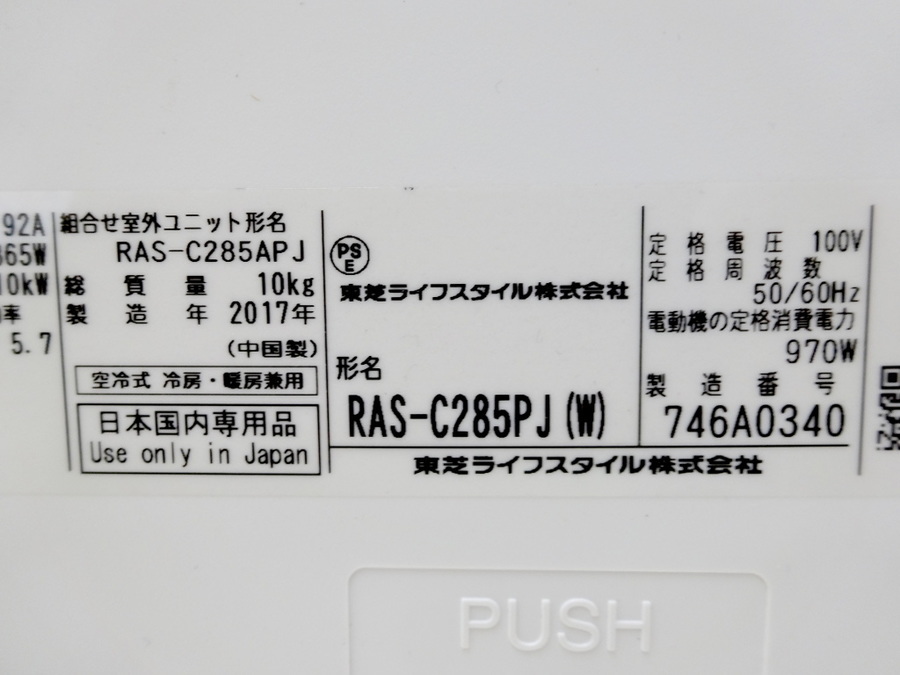 92A
365W
10kW
率
5.7
組合せ室外ユニット形名
RAS-C285APJ
総質量 10kg
製造年 2017年
(中国製)
空冷式 冷房・暖房兼用
日本国内専用品
Use only in Japan
PS
E
東芝ライフスタイル株式会社
形名
RAS-C285PJ(W)
東芝ライフスタイル株式会社
定格電圧 100V
定格周波数
50/60Hz
電動機の定格消費電力
970W
製造番号
746A0340
PUSH